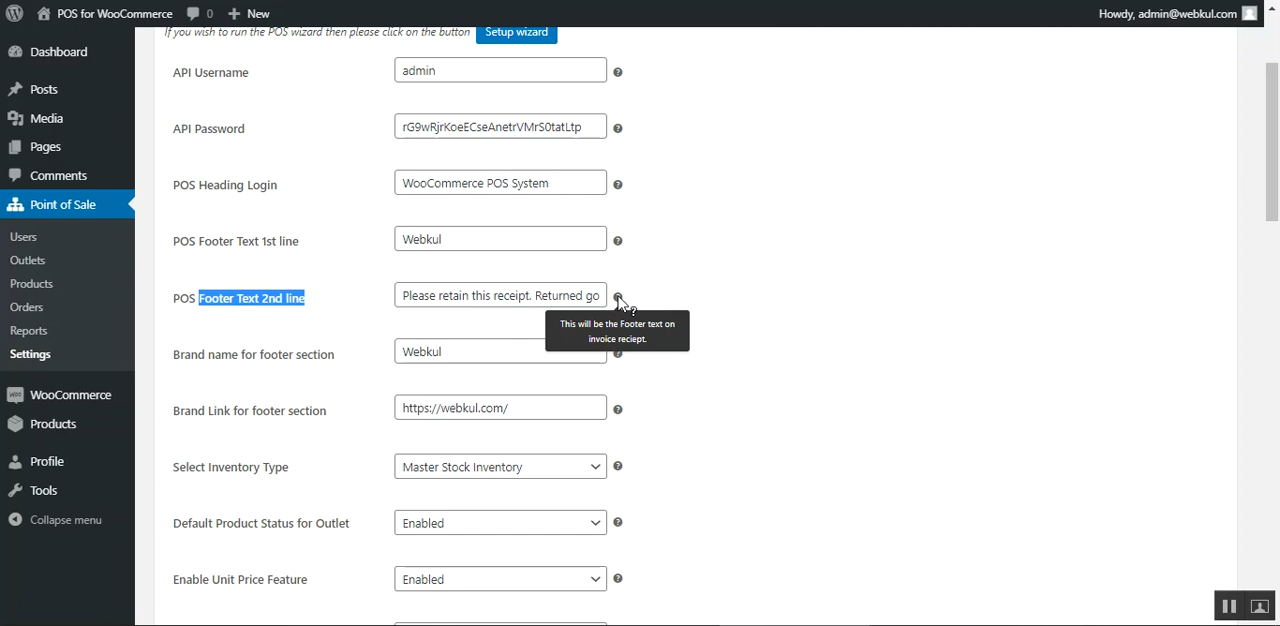 POS for WooCommerce
0
New
Howdy, admin@webkul.com
Dashboard
Posts
Media
Pages
Comments
Point of Sale
Users
Outlets
Products
Orders
Reports
Settings
WooCommerce
Products
Profile
Tools
Collapse menu
If you wish to run the POS wizard then please click on the button
Setup wizard
API Username
admin
API Password
rG9wRjrKoeECseAnetrVMrS0tatLtp
POS Heading Login
WooCommerce POS System
POS Footer Text 1st line
Webkul
POS Footer Text 2nd line
Please retain this receipt. Returned go
This will be the Footer text on
invoice reciept.
Brand name for footer section
Webkul
Brand Link for footer section
https://webkul.com/
Select Inventory Type
Master Stock Inventory
Default Product Status for Outlet
Enabled
Enable Unit Price Feature
Enabled